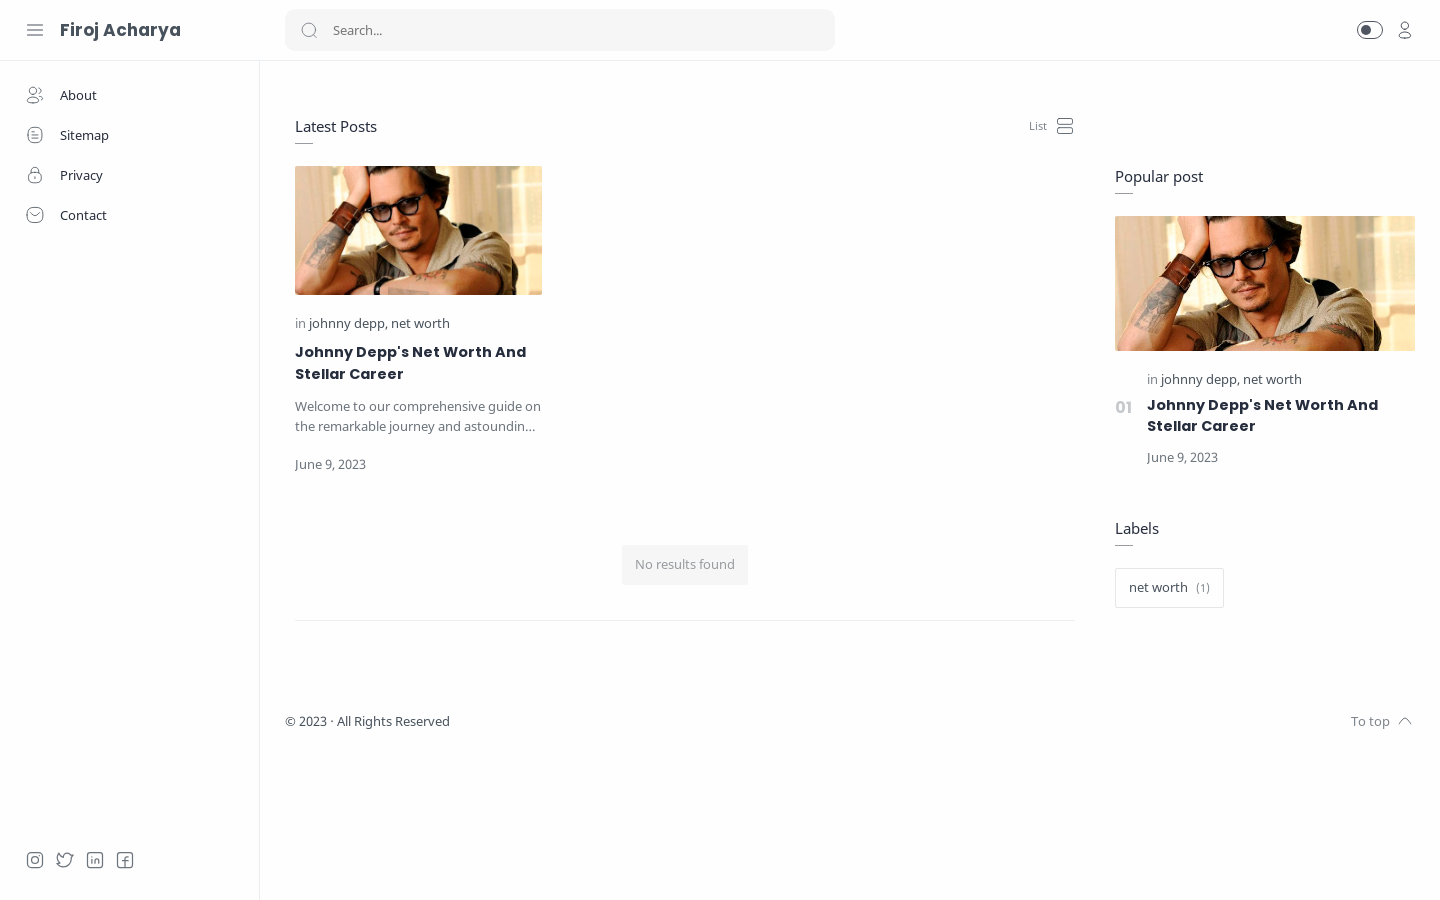 Firoj Acharya
Search...
About
Sitemap
Privacy
Contact
Latest Posts
List
in johnny depp, net worth
Johnny Depp's Net Worth And
Stellar Career
Welcome to our comprehensive guide on
the remarkable journey and astoundin...
June 9, 2023
No results found
Popular post
in johnny depp, net worth
01
Johnny Depp's Net Worth And
Stellar Career
June 9, 2023
Labels
net worth (1)
© 2023 · All Rights Reserved
To top